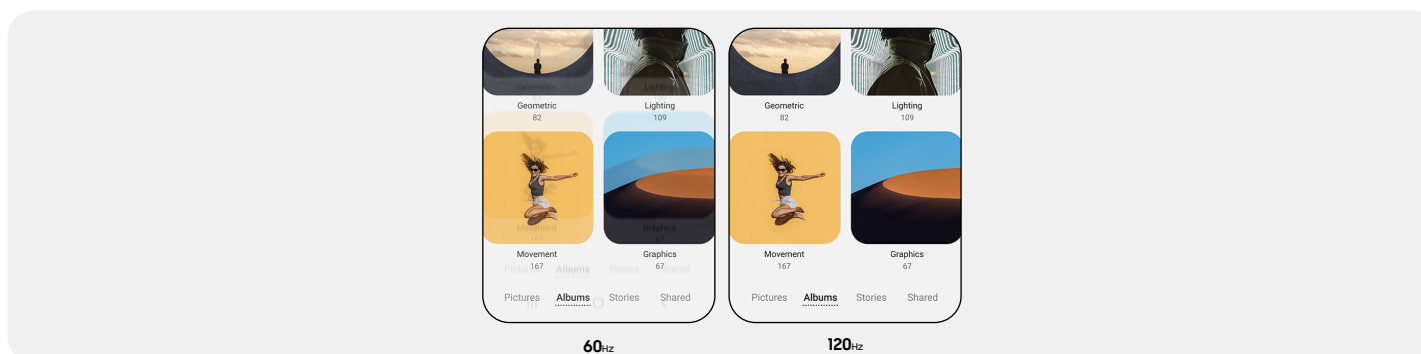 Geometric
82
Lighting
109
Movement
167
Graphics
67
Pictures Albums Stories Shared
60Hz
Geometric
82
Lighting
109
Movement
167
Graphics
67
Pictures Albums Stories Shared
120Hz